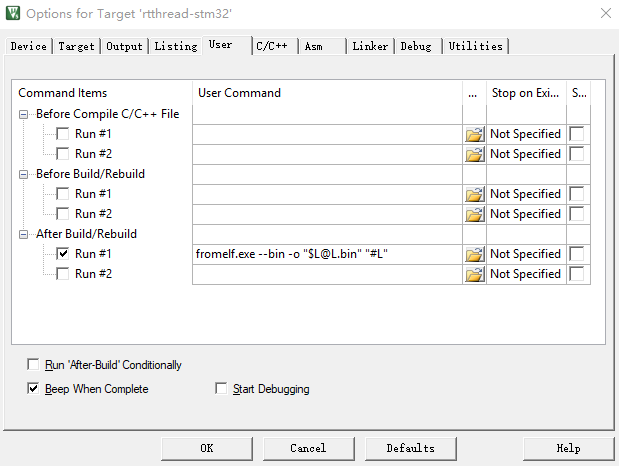 Options for Target 'rtthread-stm32'
Device Target Output Listing User C/C++ Asm Linker Debug Utilities
Command Items User Command ... Stop on Exi... S...
Before Compile C/C++ File
Run #1 Not Specified
Run #2 Not Specified
Before Build/Rebuild
Run #1 Not Specified
Run #2 Not Specified
After Build/Rebuild
Run #1 fromelf.exe --bin -o "$L@L.bin" "#L" Not Specified
Run #2 Not Specified
Run 'After-Build' Conditionally
Beep When Complete Start Debugging
OK Cancel Defaults Help